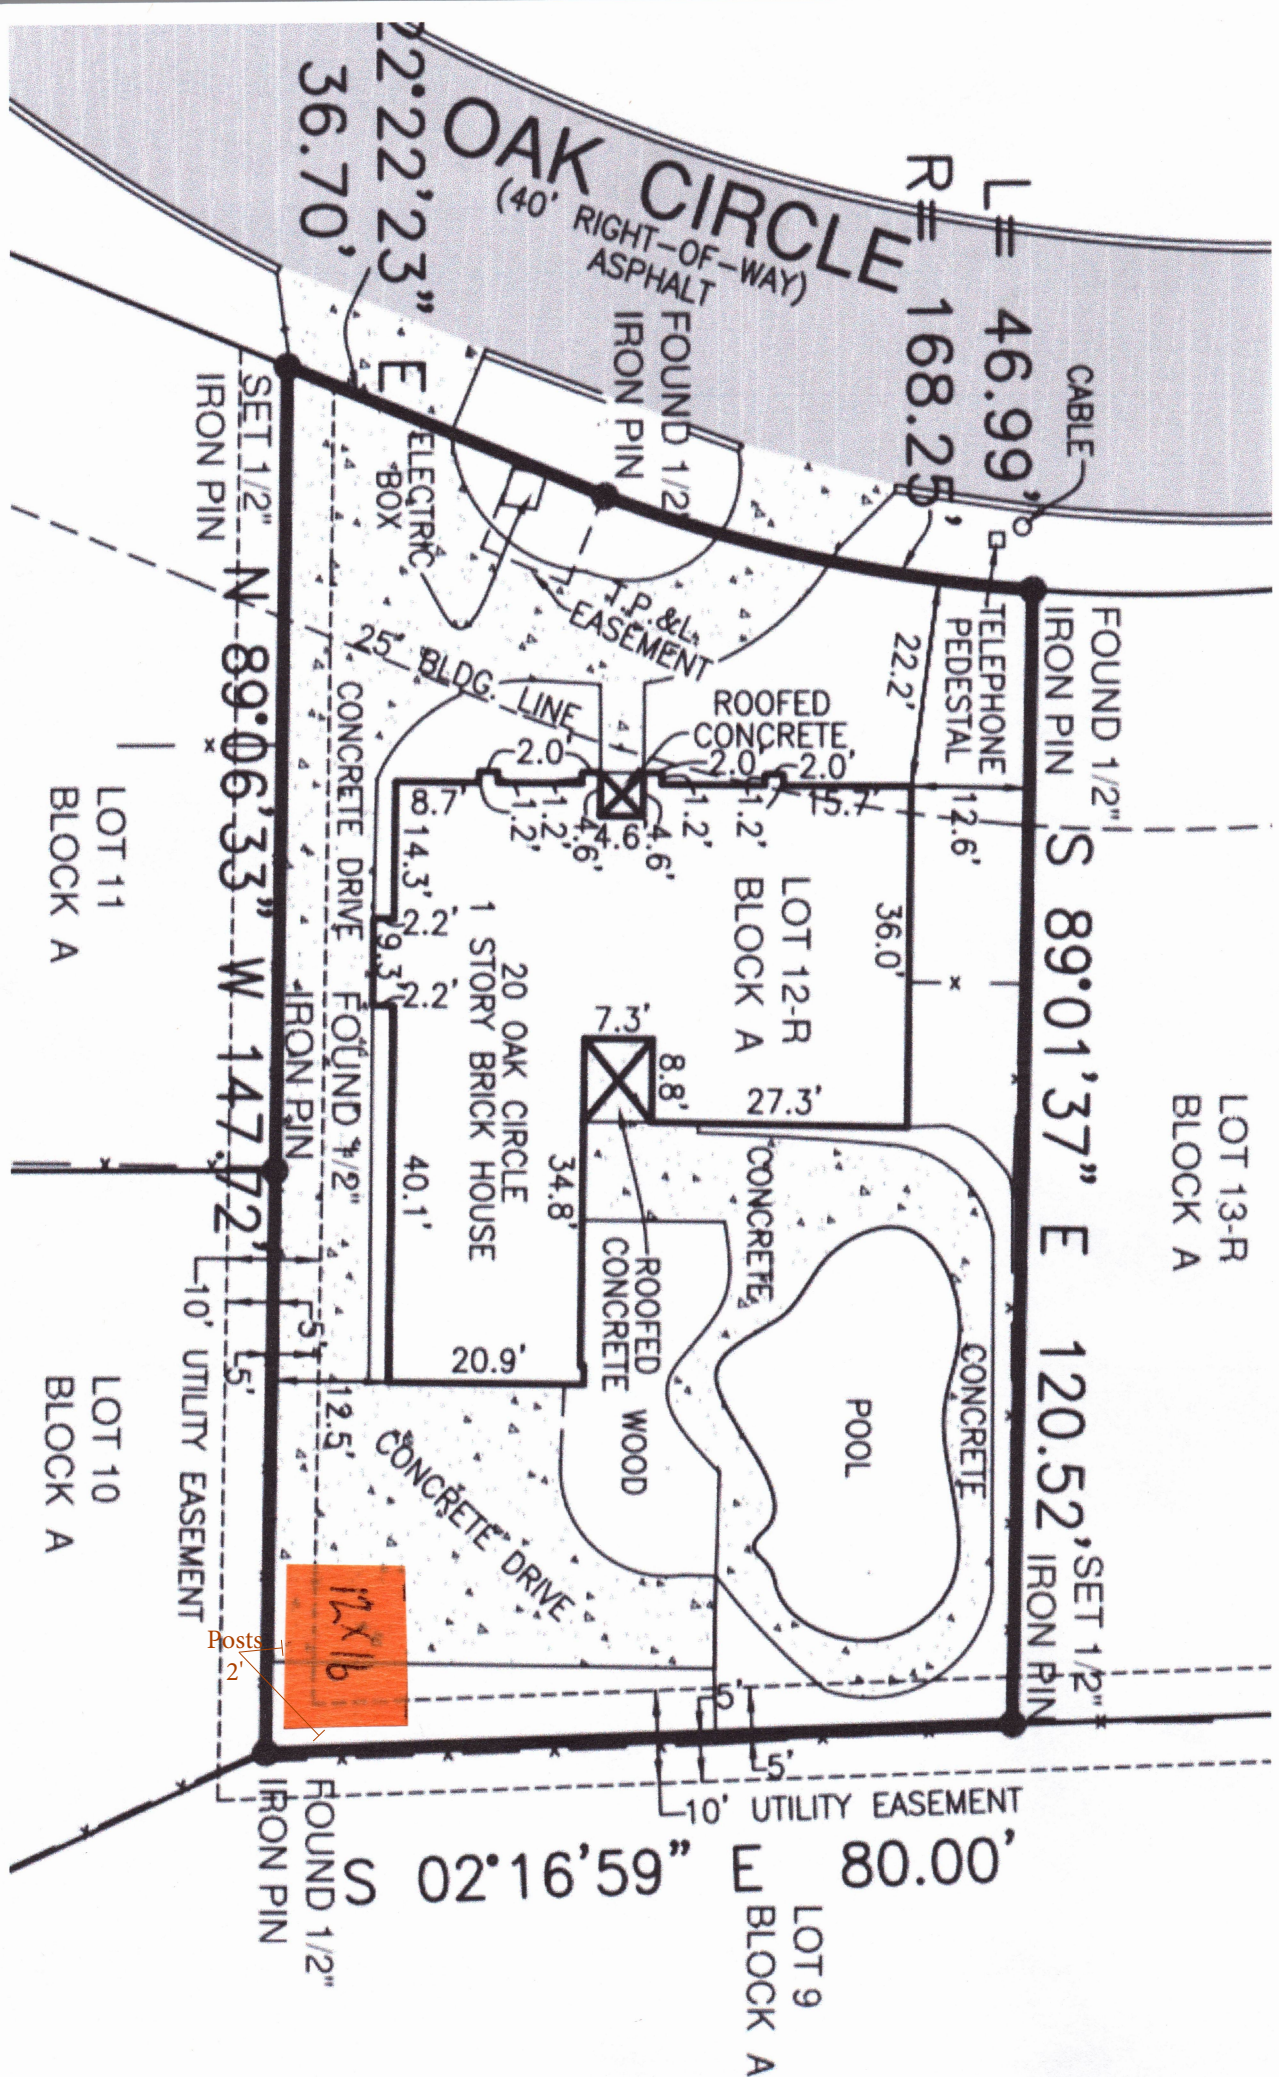 22°22'23" E
36.70'
OAK CIRCLE
(40' RIGHT-OF-WAY)
ASPHALT
L= 46.99'
R= 168.25'
CABLE
FOUND 1/2"
IRON PIN
SET 1/2"
IRON PIN
ELECTRIC
BOX
T.P.&L.
EASEMENT
TELEPHONE
PEDESTAL
FOUND 1/2"
IRON PIN
22.2'
25' BLDG. LINE
ROOFED
CONCRETE
2.0'
2.0'
2.0'
8.7'
1.2'
1.2'
4.6'
4.6'
4.6'
1.2'
1.2'
15.7'
12.6'
N 89°06'33" W 147.72'
S 89°01'37" E 120.52'
CONCRETE DRIVE
14.3'
2.2'
9.3'
2.2'
LOT 11
BLOCK A
LOT 12-R
BLOCK A
36.0'
20 OAK CIRCLE
1 STORY BRICK HOUSE
7.3'
8.8'
27.3'
FOUND 1/2"
IRON PIN
40.1'
34.8'
CONCRETE
LOT 13-R
BLOCK A
ROOFED
CONCRETE
WOOD
POOL
CONCRETE
20.9'
5'
5'
12.5'
10' UTILITY EASEMENT
LOT 10
BLOCK A
CONCRETE DRIVE
12x16
Posts
2'
SET 1/2"
IRON PIN
5'
5'
10' UTILITY EASEMENT
FOUND 1/2"
IRON PIN
S 02°16'59" E 80.00'
LOT 9
BLOCK A